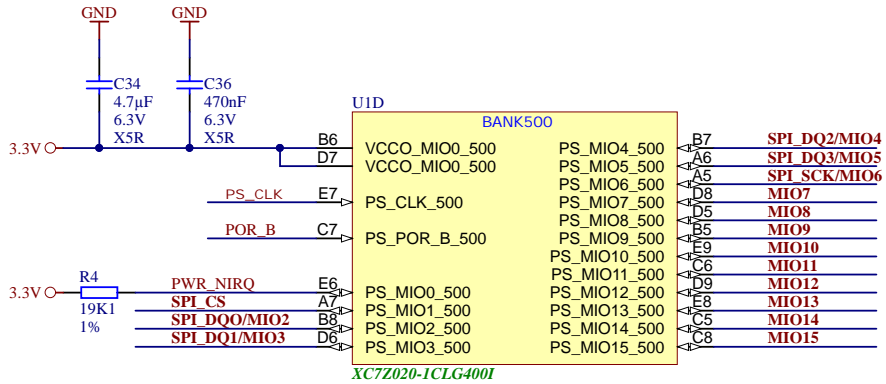 GND
GND
C34
4.7µF
6.3V
X5R
C36
470nF
6.3V
X5R
U1D
BANK500
3.3V
B6
VCCO_MIO0_500
D7
VCCO_MIO0_500
PS_CLK
E7
PS_CLK_500
POR_B
C7
PS_POR_B_500
3.3V
R4
19K1
1%
PWR_NIRQ
E6
PS_MIO0_500
SPI_CS
A7
PS_MIO1_500
SPI_DQO/MIO2
B8
PS_MIO2_500
SPI_DQ1/MIO3
D6
PS_MIO3_500
PS_MIO4_500
B7
SPI_DQ2/MIO4
PS_MIO5_500
A6
SPI_DQ3/MIO5
PS_MIO6_500
A5
SPI_SCK/MIO6
PS_MIO7_500
D8
MIO7
PS_MIO8_500
D5
MIO8
PS_MIO9_500
B5
MIO9
PS_MIO10_500
E9
MIO10
PS_MIO11_500
C6
MIO11
PS_MIO12_500
D9
MIO12
PS_MIO13_500
E8
MIO13
PS_MIO14_500
C5
MIO14
PS_MIO15_500
C8
MIO15
XC7Z020-1CLG400I